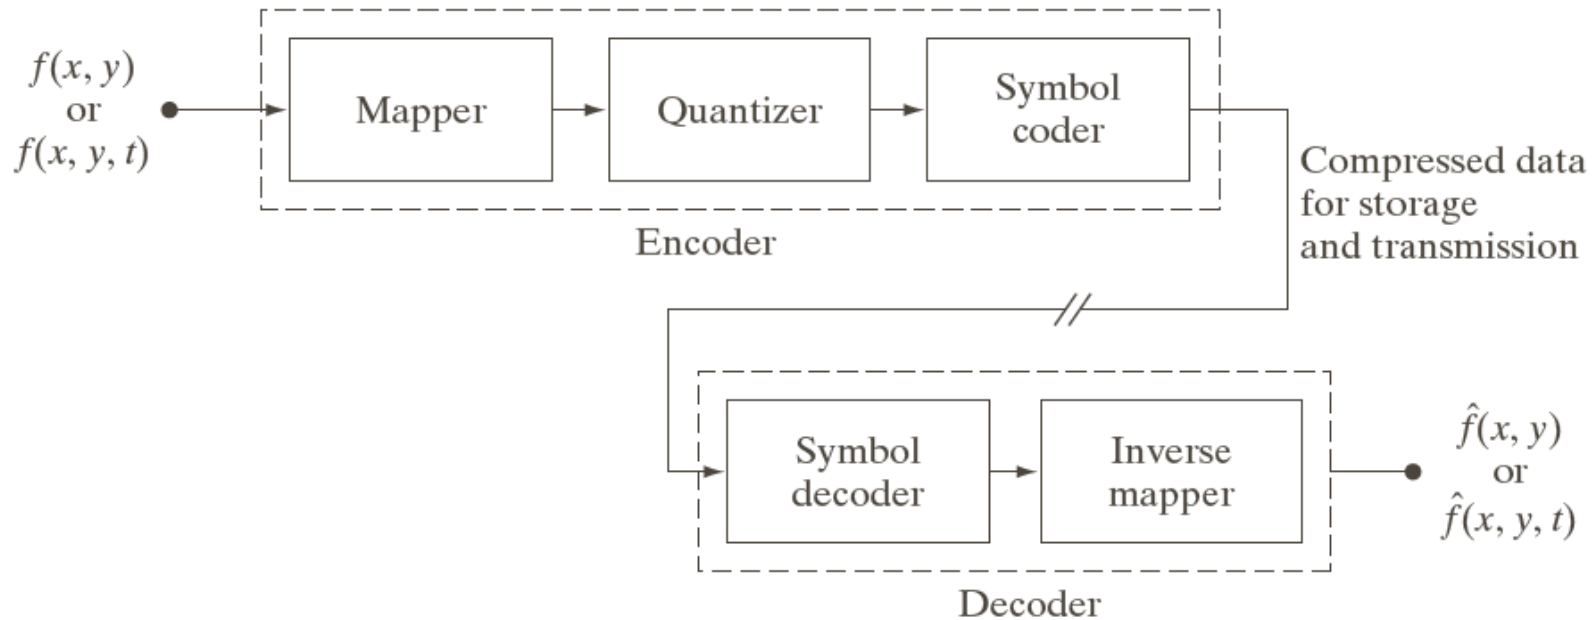 f(x, y)
or
f(x, y, t)
Mapper
Quantizer
Symbol
coder
Encoder
Compressed data
for storage
and transmission
Symbol
decoder
Inverse
mapper
Decoder
f̂(x, y)
or
f̂(x, y, t)